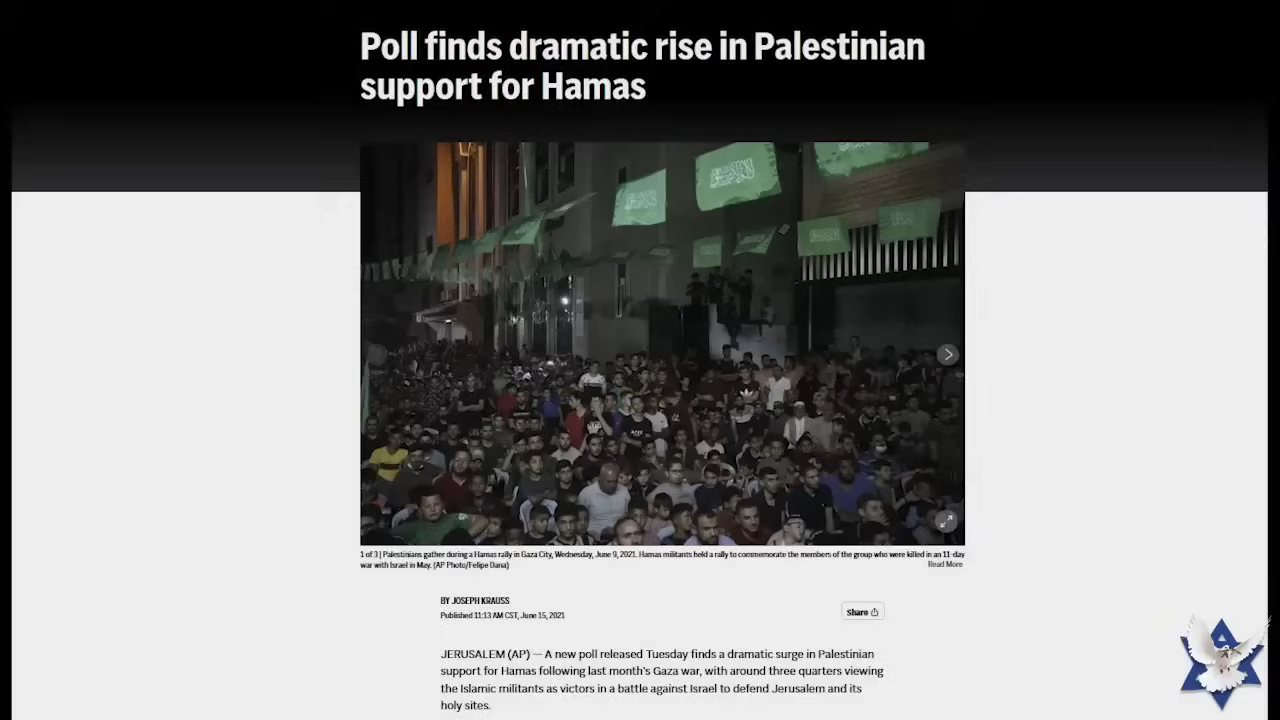 Poll finds dramatic rise in Palestinian
support for Hamas
1 of 3 | Palestinians gather during a Hamas rally in Gaza City, Wednesday, June 9, 2021. Hamas militants held a rally to commemorate the members of the group who were killed in an 11-day
war with Israel in May. (AP Photo/Felipe Dana)
Read More
BY JOSEPH KRAUSS
Published 11:13 AM CST, June 15, 2021
Share
JERUSALEM (AP) — A new poll released Tuesday finds a dramatic surge in Palestinian
support for Hamas following last month's Gaza war, with around three quarters viewing
the Islamic militants as victors in a battle against Israel to defend Jerusalem and its
holy sites.